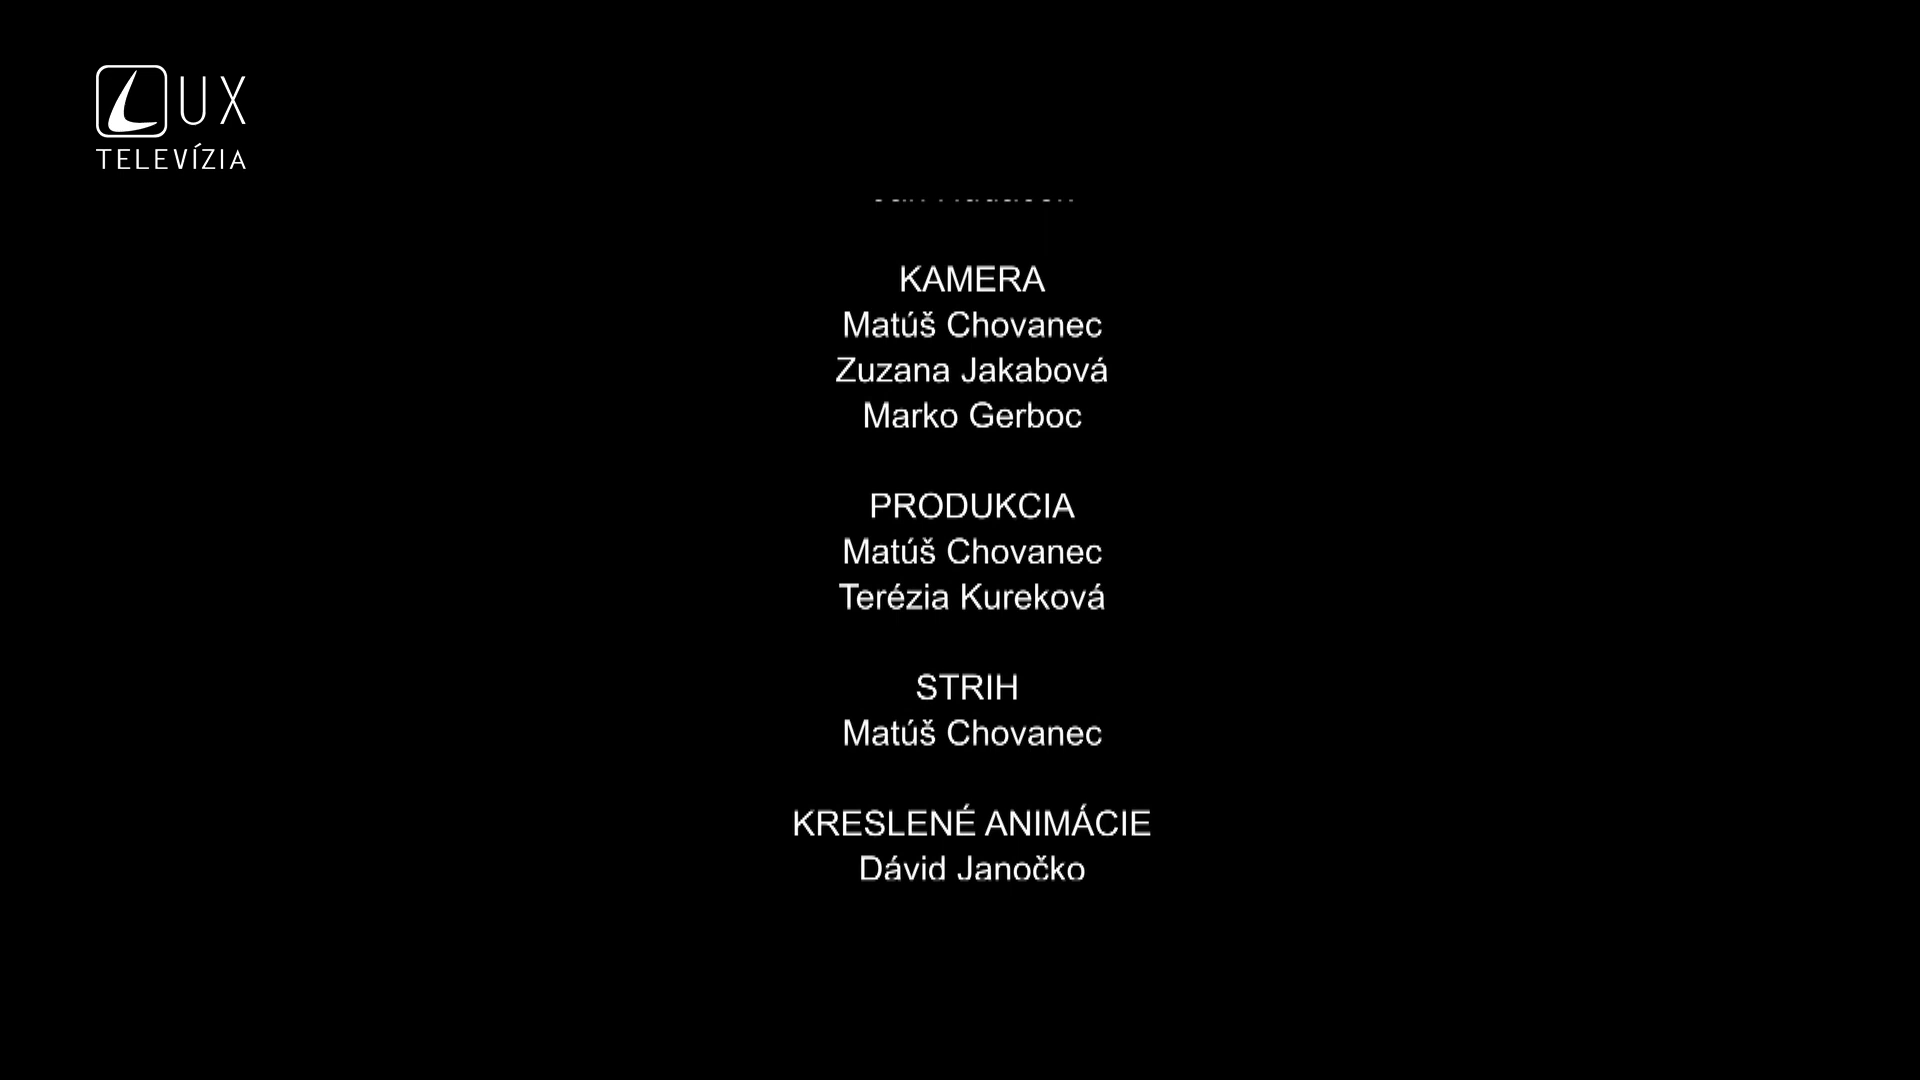 LUX
TELEVÍZIA
KAMERA
Matúš Chovanec
Zuzana Jakabová
Marko Gerboc
PRODUKCIA
Matúš Chovanec
Terézia Kureková
STRIH
Matúš Chovanec
KRESLENÉ ANIMÁCIE
Dávid Janočko